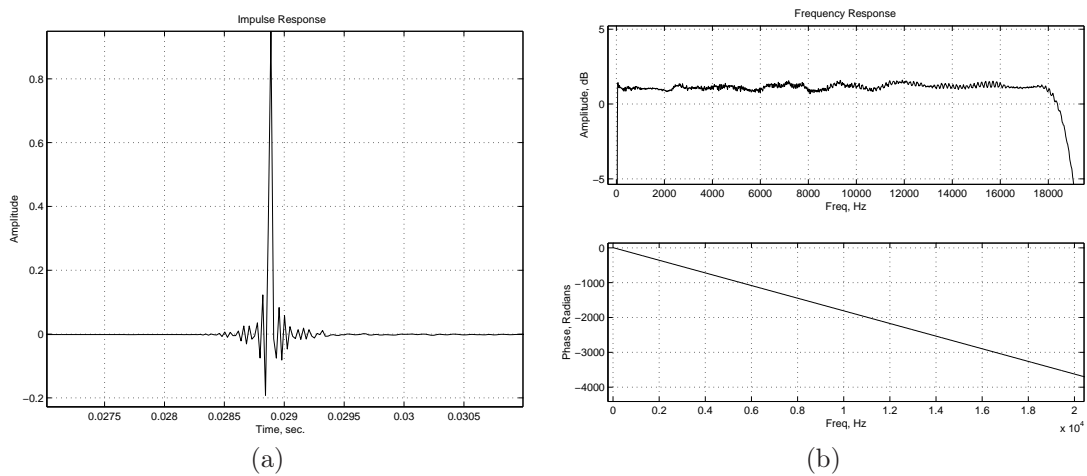 Impulse Response
0.8
0.6
0.4
0.2
0
−0.2
Amplitude
0.0275 0.028 0.0285 0.029 0.0295 0.03 0.0305
Time, sec.
(a)
Frequency Response
5
0
−5
Amplitude, dB
0 2000 4000 6000 8000 10000 12000 14000 16000 18000
Freq, Hz
0
−1000
−2000
−3000
−4000
Phase, Radians
0 0.2 0.4 0.6 0.8 1 1.2 1.4 1.6 1.8 2
x 10^4
Freq, Hz
(b)